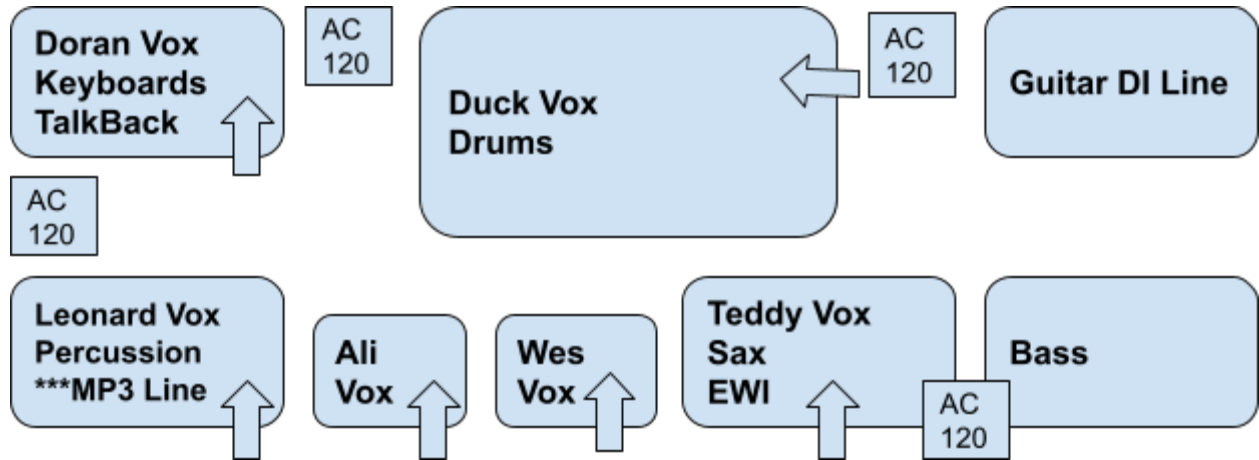 Doran Vox
Keyboards
TalkBack
AC
120
Duck Vox
Drums
AC
120
Guitar DI Line
AC
120
Leonard Vox
Percussion
***MP3 Line
Ali
Vox
Wes
Vox
Teddy Vox
Sax
EWI
AC
120
Bass